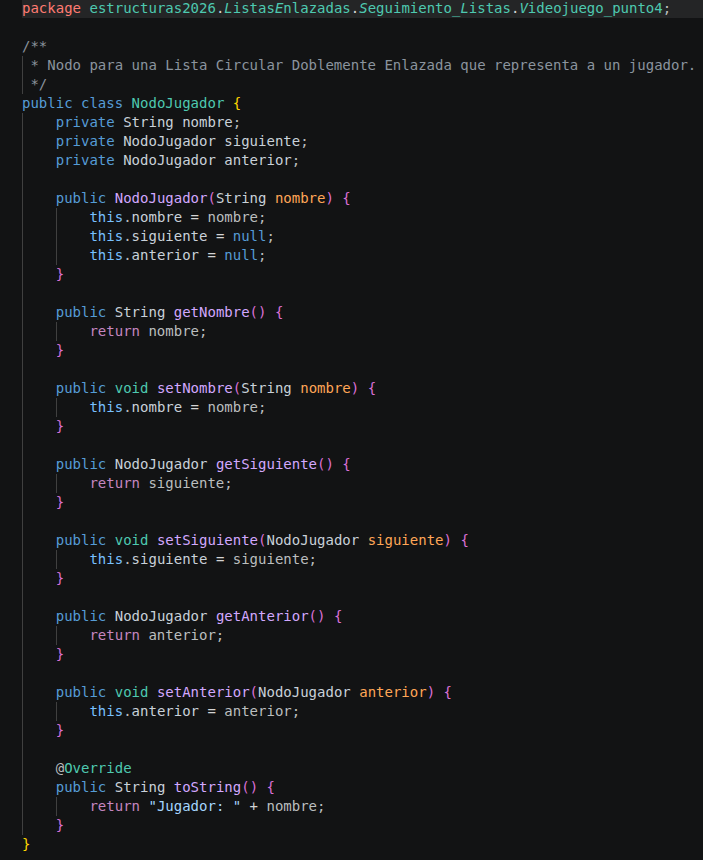 package estructuras2026.ListasEnlazadas.Seguimiento_Listas.Videojuego_punto4;
/**
 * Nodo para una Lista Circular Doblemente Enlazada que representa a un jugador.
 */
public class NodoJugador {
    private String nombre;
    private NodoJugador siguiente;
    private NodoJugador anterior;

    public NodoJugador(String nombre) {
        this.nombre = nombre;
        this.siguiente = null;
        this.anterior = null;
    }

    public String getNombre() {
        return nombre;
    }

    public void setNombre(String nombre) {
        this.nombre = nombre;
    }

    public NodoJugador getSiguiente() {
        return siguiente;
    }

    public void setSiguiente(NodoJugador siguiente) {
        this.siguiente = siguiente;
    }

    public NodoJugador getAnterior() {
        return anterior;
    }

    public void setAnterior(NodoJugador anterior) {
        this.anterior = anterior;
    }

    @Override
    public String toString() {
        return "Jugador: " + nombre;
    }
}